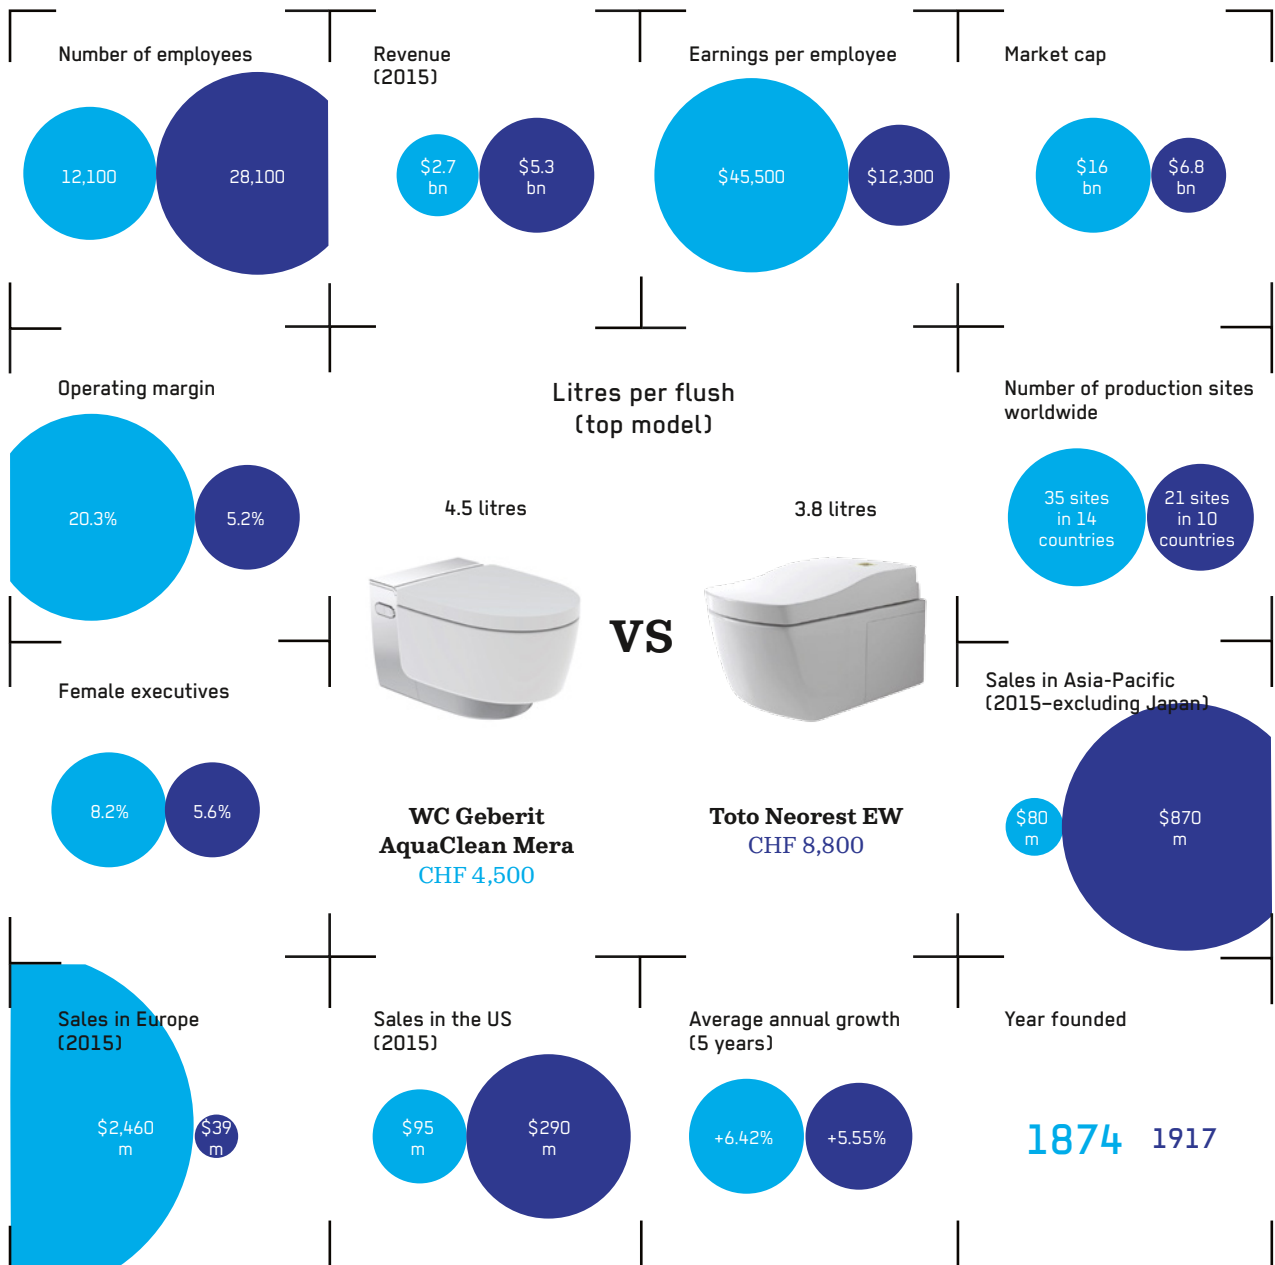 Number of employees
12,100
28,100
Revenue
(2015)
$2.7
bn
$5.3
bn
Earnings per employee
$45,500
$12,300
Market cap
$16
bn
$6.8
bn
Operating margin
20.3%
5.2%
Litres per flush
(top model)
4.5 litres
3.8 litres
VS
WC Geberit
AquaClean Mera
CHF 4,500
Toto Neorest EW
CHF 8,800
Number of production sites
worldwide
35 sites
in 14
countries
21 sites
in 10
countries
Female executives
8.2%
5.6%
Sales in Asia-Pacific
(2015–excluding Japan)
$80
m
$870
m
Sales in Europe
(2015)
$2,460
m
$39
m
Sales in the US
(2015)
$95
m
$290
m
Average annual growth
(5 years)
+6.42%
+5.55%
Year founded
1874
1917